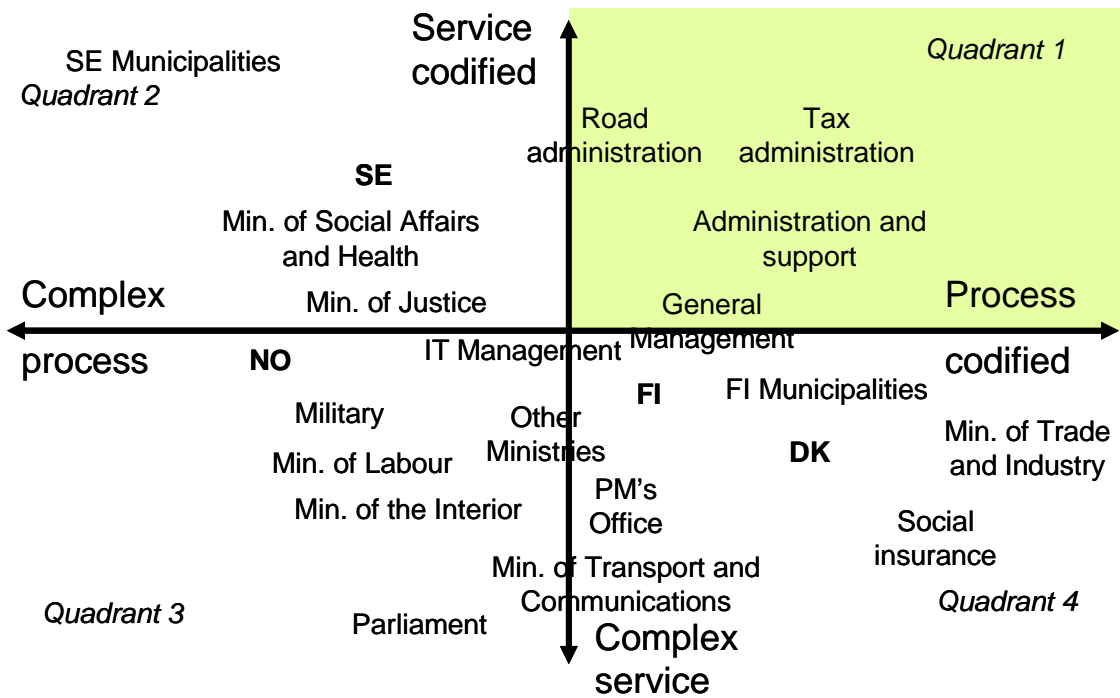 Service
codified
Quadrant 1
SE Municipalities
Quadrant 2
Road
administration
Tax
administration
SE
Min. of Social Affairs
and Health
Administration and
support
Complex
Min. of Justice
General
Management
Process
process
NO
IT Management
codified
FI
FI Municipalities
Military
Other
Ministries
DK
Min. of Trade
and Industry
Min. of Labour
PM's
Office
Min. of the Interior
Social
insurance
Min. of Transport and
Communications
Quadrant 3
Parliament
Quadrant 4
Complex
service